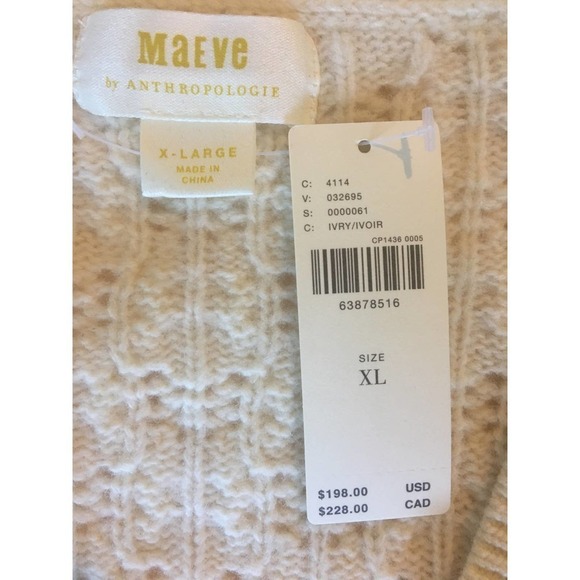 MaEVe
by ANTHROPOLOGIE
X-LARGE
MADE IN
CHINA
C: 4114
V: 032695
S: 0000061
C: IVRY/IVOIR
CP1436 0005
63878516
SIZE
XL
$198.00 USD
$228.00 CAD